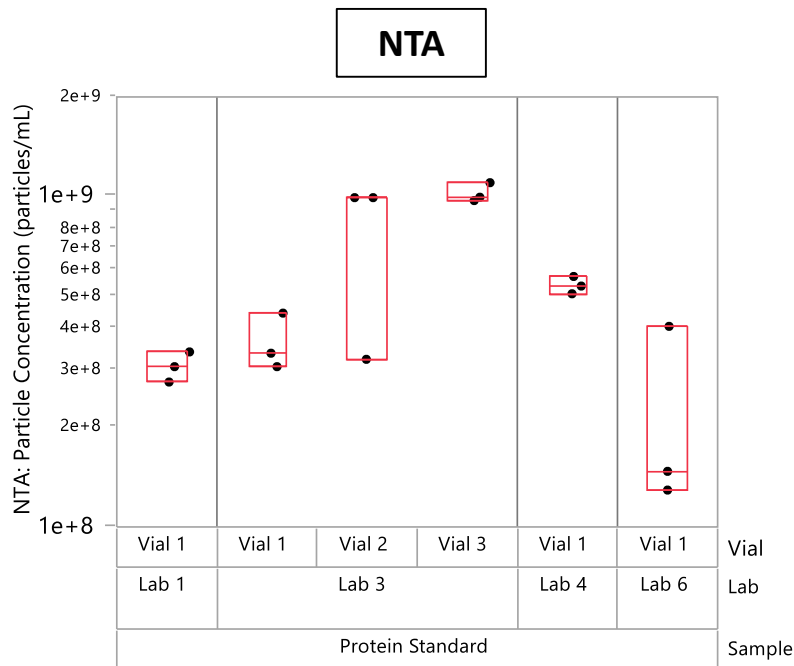 NTA
NTA: Particle Concentration (particles/mL)
2e+9
1e+9
8e+8
7e+8
6e+8
5e+8
4e+8
3e+8
2e+8
1e+8
Vial 1 Vial 1 Vial 2 Vial 3 Vial 1 Vial 1 Vial
Lab 1 Lab 3 Lab 4 Lab 6 Lab
Protein Standard Sample